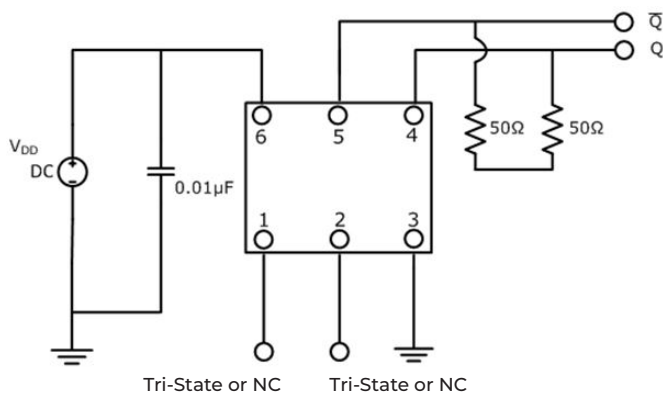 Q̅
Q
6 5 4
50Ω 50Ω
VDD
DC
+
-
0.01µF
1 2 3
Tri-State or NC Tri-State or NC